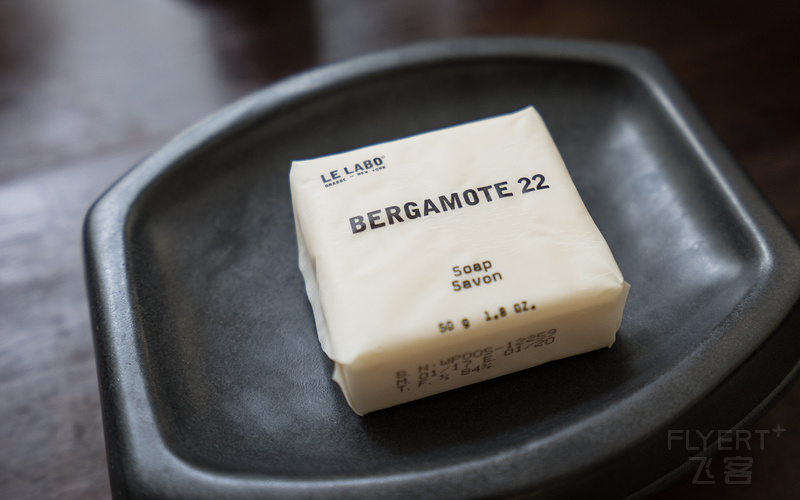 LE LABO
GRASSE — NEW YORK
BERGAMOTE 22
Soap
Savon
50 g 1.8 OZ.
FLYERT+
飞客